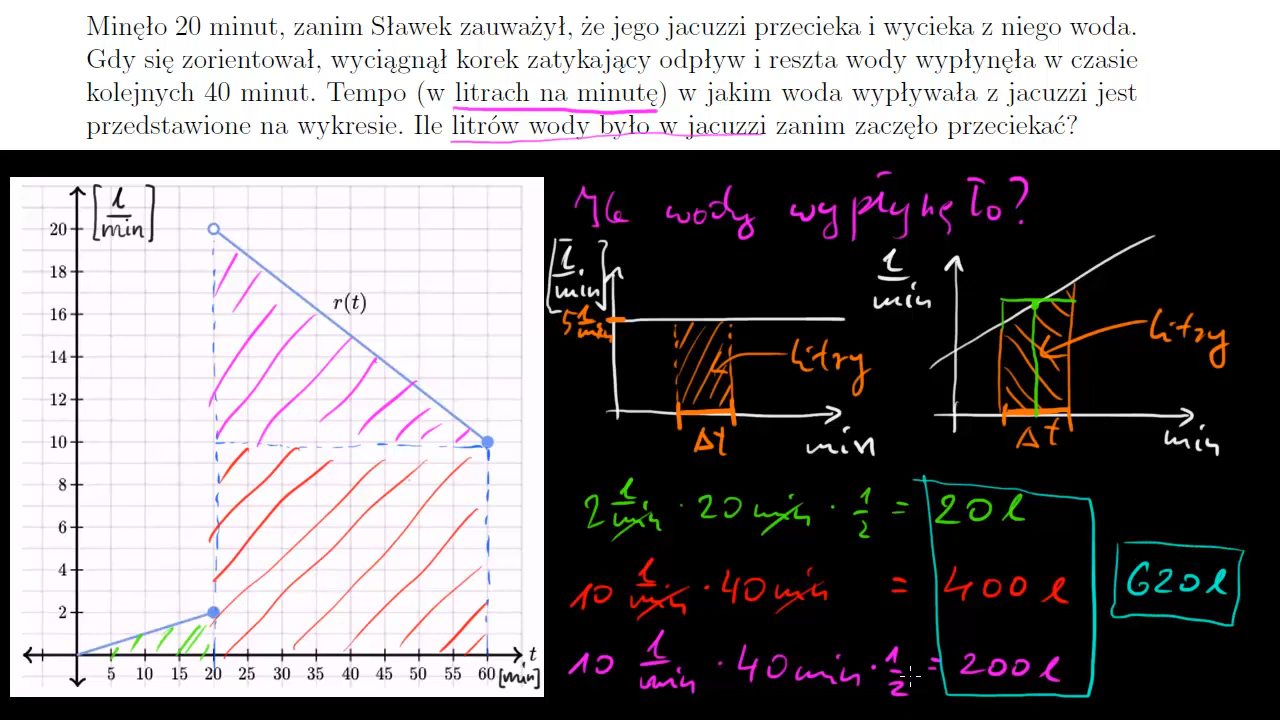 Minęło 20 minut, zanim Sławek zauważył, że jego jacuzzi przecieka i wycieka z niego woda.
Gdy się zorientował, wyciągnął korek zatykający odpływ i reszta wody wypłynęła w czasie
kolejnych 40 minut. Tempo (w litrach na minutę) w jakim woda wypływała z jacuzzi jest
przedstawione na wykresie. Ile litrów wody było w jacuzzi zanim zaczęło przeciekać?
[l/min]
20
18
16
14
12
10
8
6
4
2
r(t)
5 10 15 20 25 30 35 40 45 50 55 60 [min]
t
Ile wody wypłynęło?
[l/min]
5 l/min
litry
Δt
min
l/min
litry
Δt
min
2 l/min · 20 min · 1/2 = 20 l
10 l/min · 40 min = 400 l
10 l/min · 40 min · 1/2 = 200 l
620 l